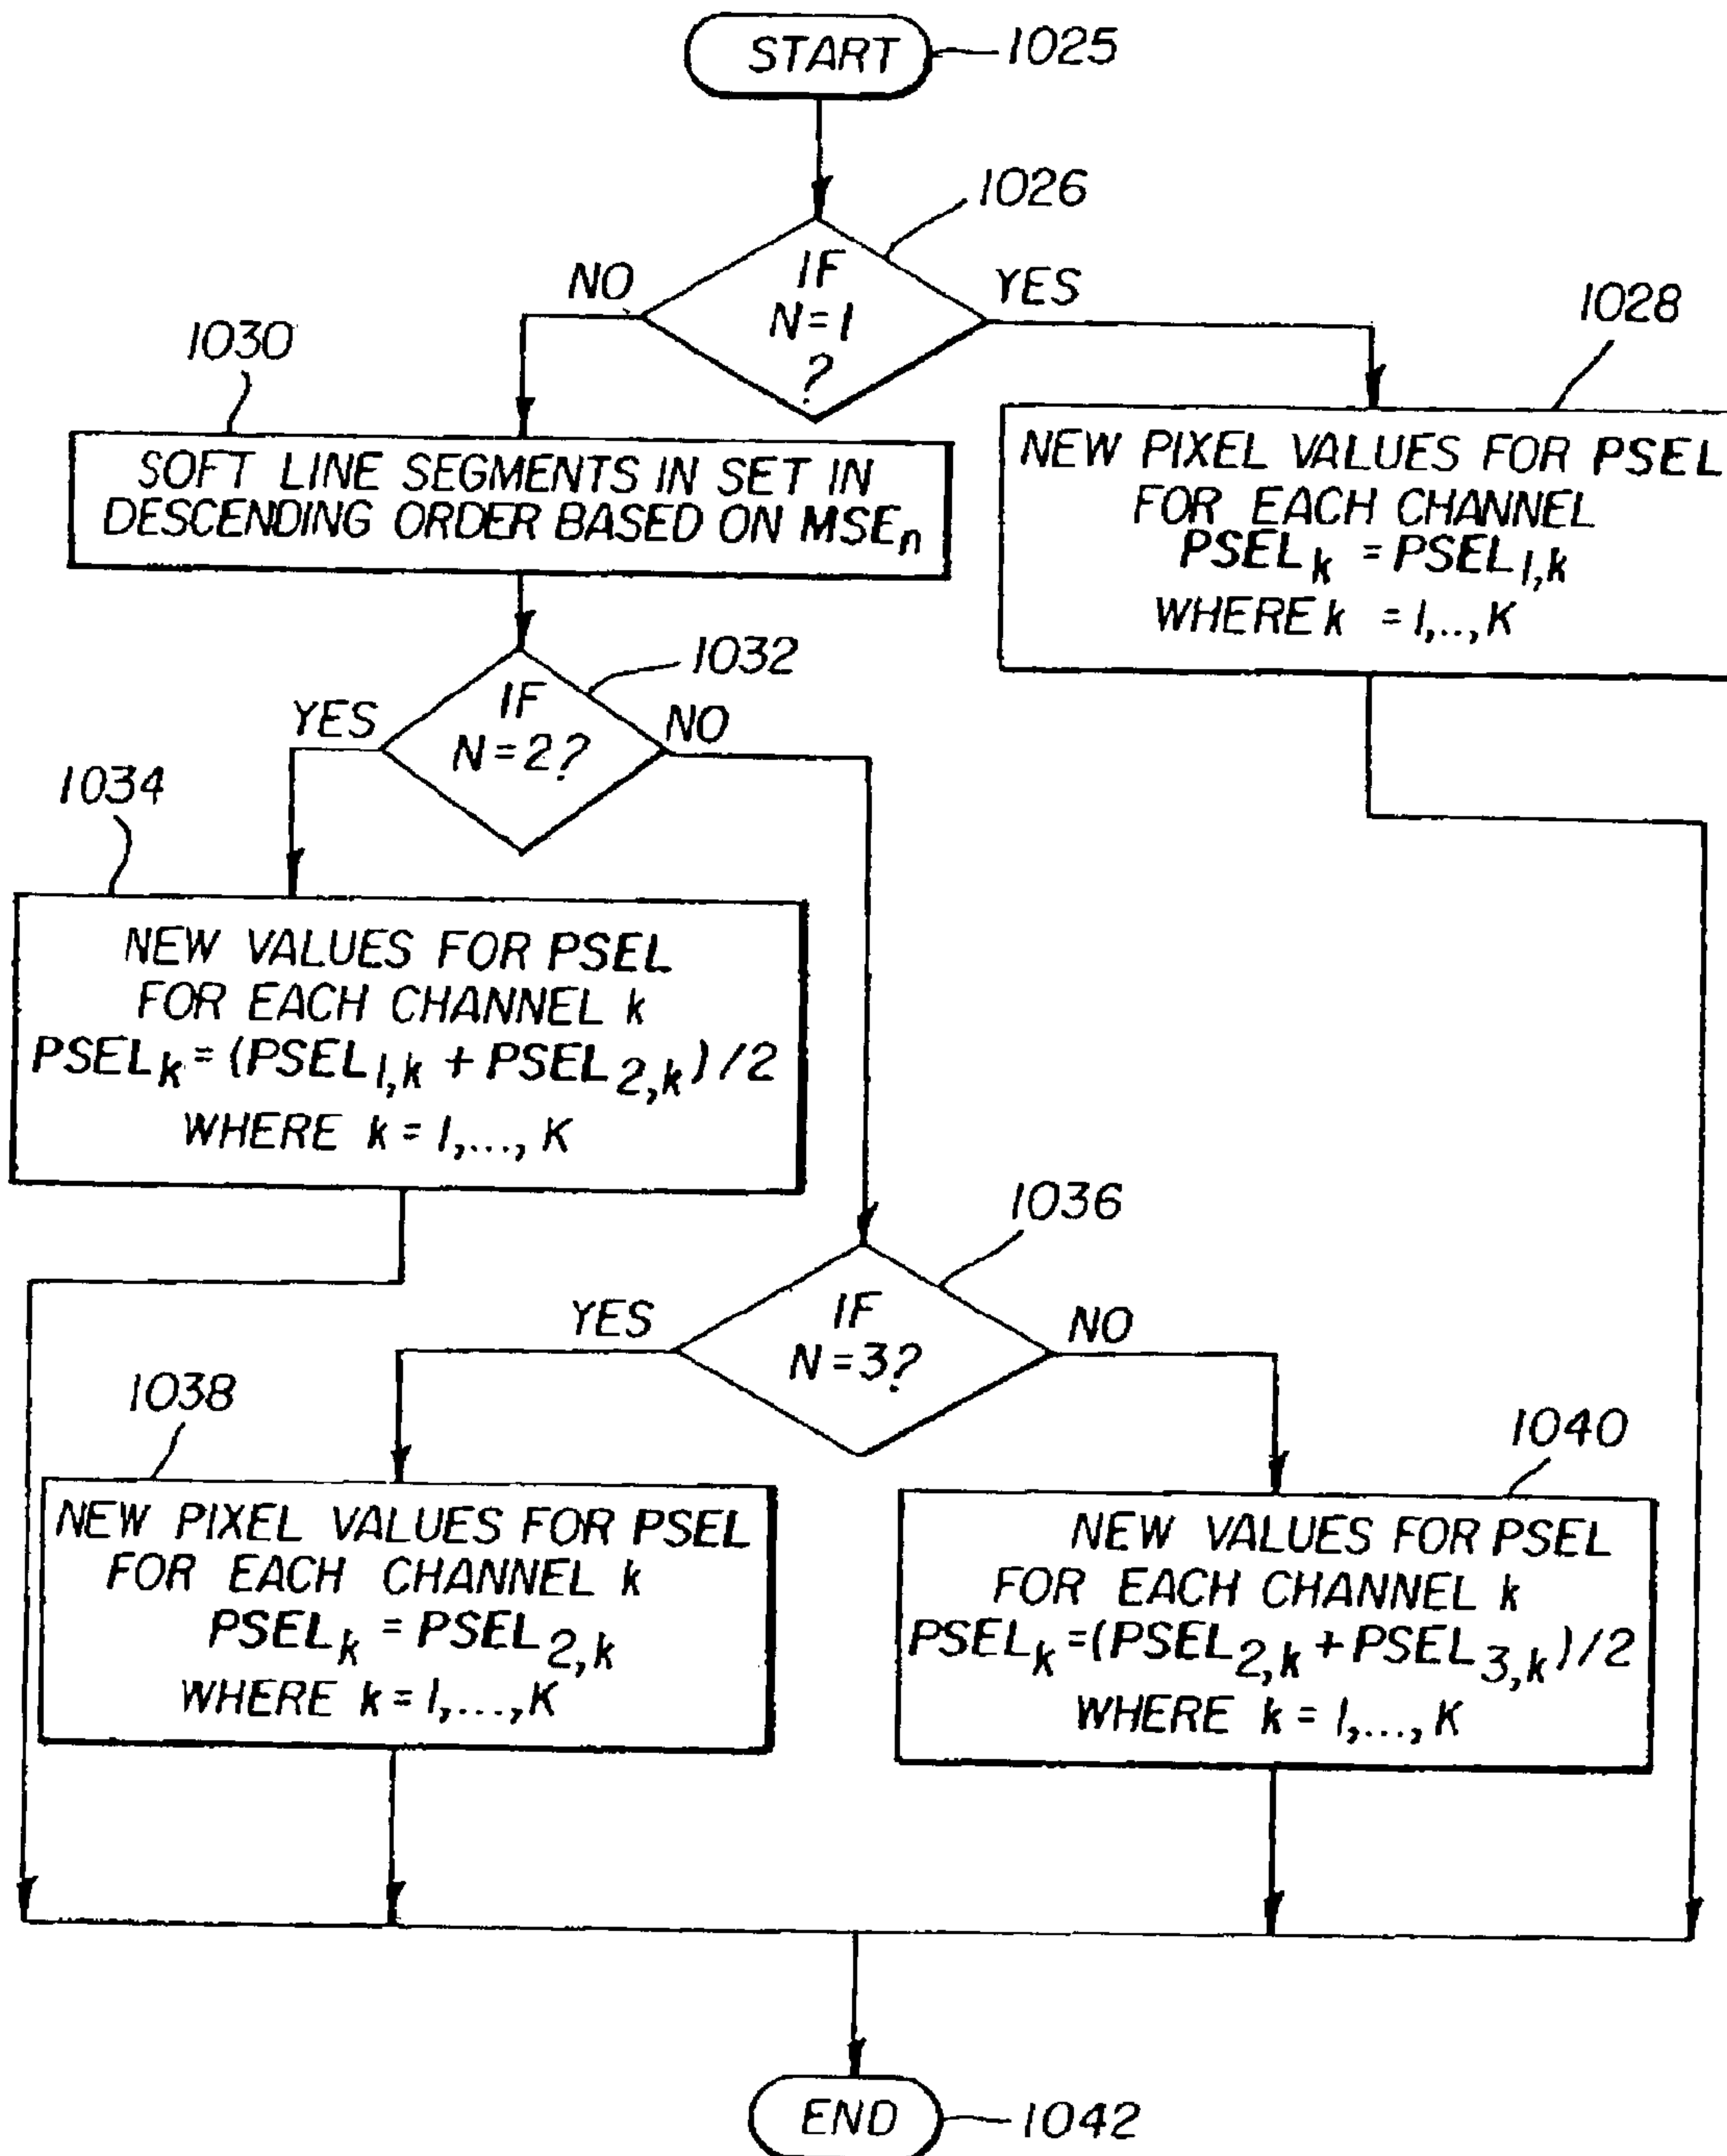 START
1025
1026
IF
N=1
?
NO
YES
1030
1028
SOFT LINE SEGMENTS IN SET IN
DESCENDING ORDER BASED ON MSEn
NEW PIXEL VALUES FOR PSEL
FOR EACH CHANNEL
PSELk = PSEL1,k
WHERE k = 1,..,K
1032
IF
N=2?
YES
NO
1034
NEW VALUES FOR PSEL
FOR EACH CHANNEL k
PSELk = (PSEL1,k + PSEL2,k)/2
WHERE k = 1,..., K
1036
IF
N=3?
YES
NO
1038
NEW PIXEL VALUES FOR PSEL
FOR EACH CHANNEL k
PSELk = PSEL2,k
WHERE k = 1,...,K
1040
NEW VALUES FOR PSEL
FOR EACH CHANNEL k
PSELk =(PSEL2,k + PSEL3,k)/2
WHERE k = 1,..., K
END
1042